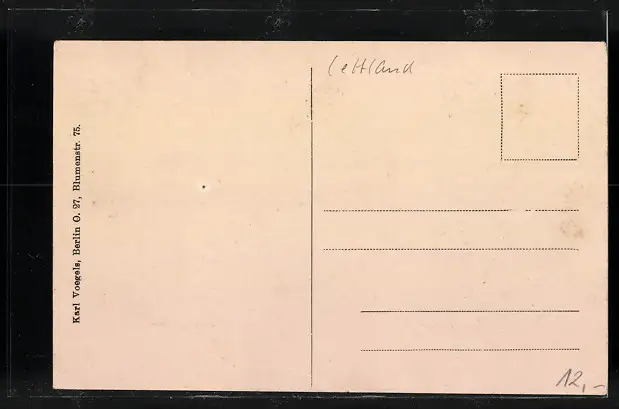 Lettland
Karl Voegels, Berlin O. 27, Blumenstr. 75.
12,-